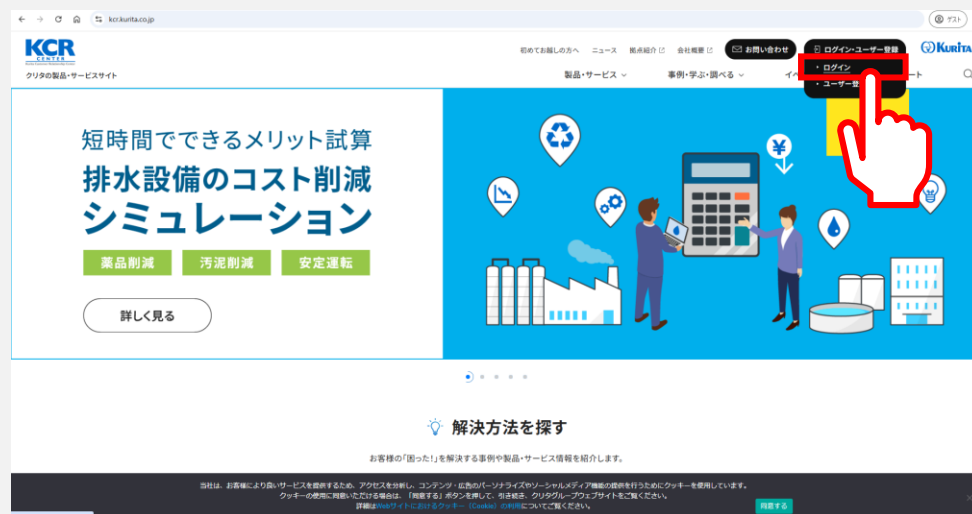 kcr.kurita.co.jp
ゲスト
KCR
CENTER
クリタの製品・サービスサイト
初めてお越しの方へ
ニュース
拠点紹介
会社概要
お問い合わせ
ログイン・ユーザー登録
Kurita
製品・サービス
事例・学ぶ・調べる
イベ
ート
・ ログイン
・ ユーザー登
短時間でできるメリット試算
排水設備のコスト削減
シミュレーション
薬品削減
汚泥削減
安定運転
詳しく見る
¥
解決方法を探す
お客様の「困った!」を解決する事例や製品・サービス情報を紹介します。
当社は、お客様により良いサービスを提供するため、アクセスを分析し、コンテンツ・広告のパーソナライズやソーシャルメディア機能の提供を行うためにクッキーを使用しています。
クッキーの使用に同意いただける場合は、「同意する」ボタンを押して、引き続き、クリタグループウェブサイトをご覧ください。
詳細はWebサイトにおけるクッキー（Cookie）の利用についてご覧ください。
同意する